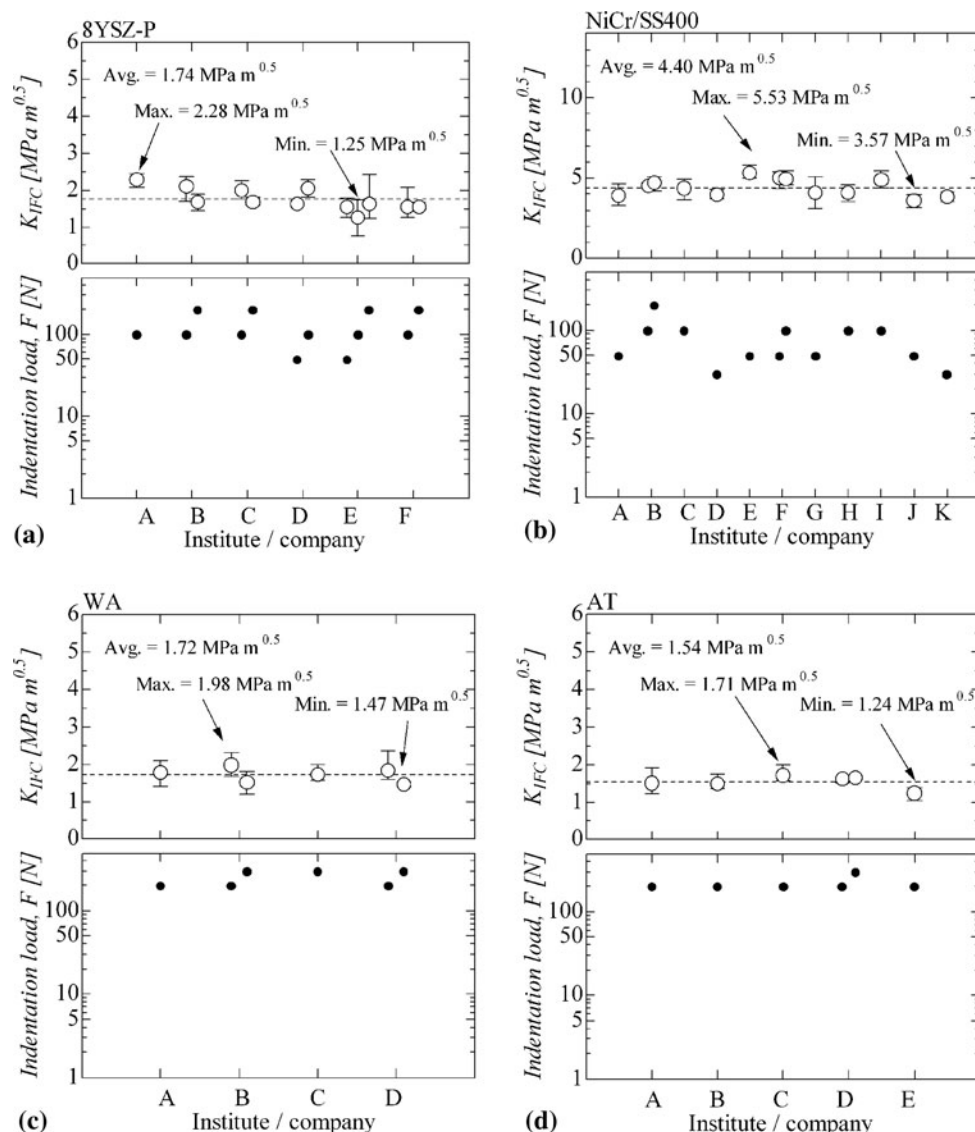 8YSZ-P
6
5
4
3
2
1
0
K_IFC [MPa m^0.5]
Avg. = 1.74 MPa m^0.5
Max. = 2.28 MPa m^0.5
Min. = 1.25 MPa m^0.5
100
50
10
5
1
Indentation load, F [N]
A B C D E F
Institute / company
(a)
NiCr/SS400
10
5
0
K_IFC [MPa m^0.5]
Avg. = 4.40 MPa m^0.5
Max. = 5.53 MPa m^0.5
Min. = 3.57 MPa m^0.5
100
50
10
5
1
Indentation load, F [N]
A B C D E F G H I J K
Institute / company
(b)
WA
6
5
4
3
2
1
0
K_IFC [MPa m^0.5]
Avg. = 1.72 MPa m^0.5
Max. = 1.98 MPa m^0.5
Min. = 1.47 MPa m^0.5
100
50
10
5
1
Indentation load, F [N]
A B C D
Institute / company
(c)
AT
6
5
4
3
2
1
0
K_IFC [MPa m^0.5]
Avg. = 1.54 MPa m^0.5
Max. = 1.71 MPa m^0.5
Min. = 1.24 MPa m^0.5
100
50
10
5
1
Indentation load, F [N]
A B C D E
Institute / company
(d)